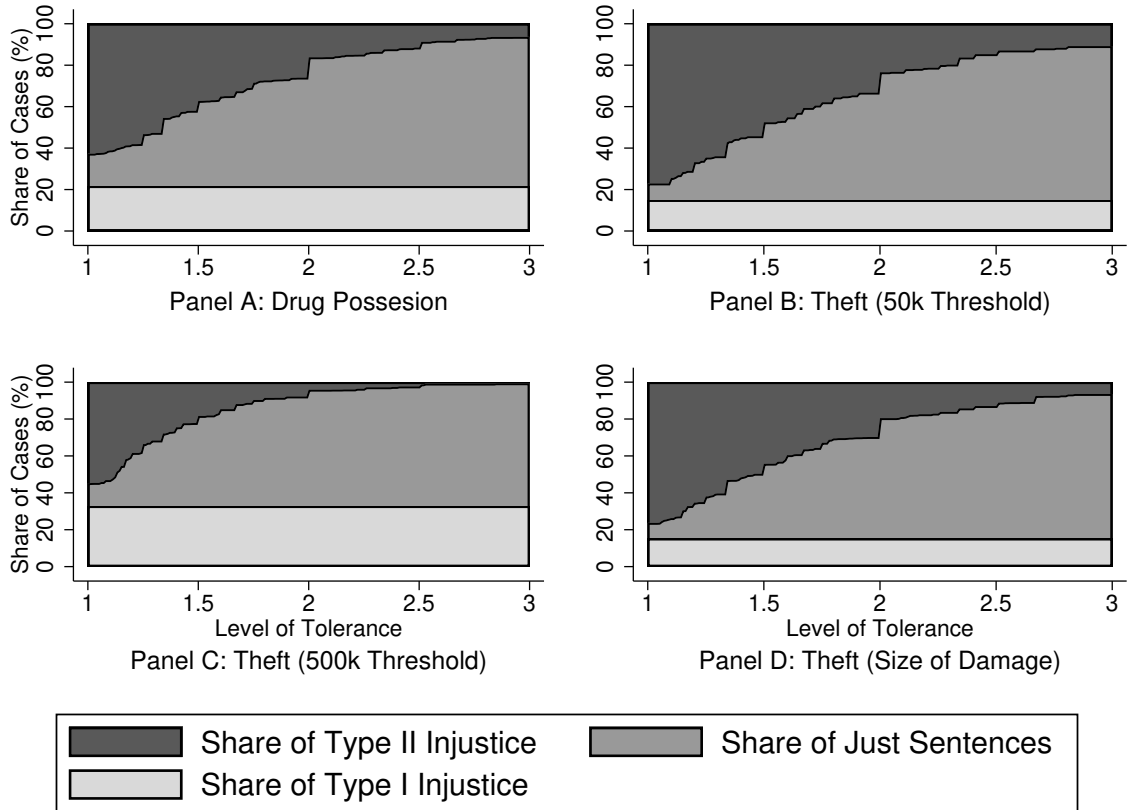 Share of Cases (%)
0 20 40 60 80 100
1 1.5 2 2.5 3
Panel A: Drug Possesion
0 20 40 60 80 100
1 1.5 2 2.5 3
Panel B: Theft (50k Threshold)
Share of Cases (%)
0 20 40 60 80 100
1 1.5 2 2.5 3
Level of Tolerance
Panel C: Theft (500k Threshold)
0 20 40 60 80 100
1 1.5 2 2.5 3
Level of Tolerance
Panel D: Theft (Size of Damage)
Share of Type II Injustice
Share of Just Sentences
Share of Type I Injustice